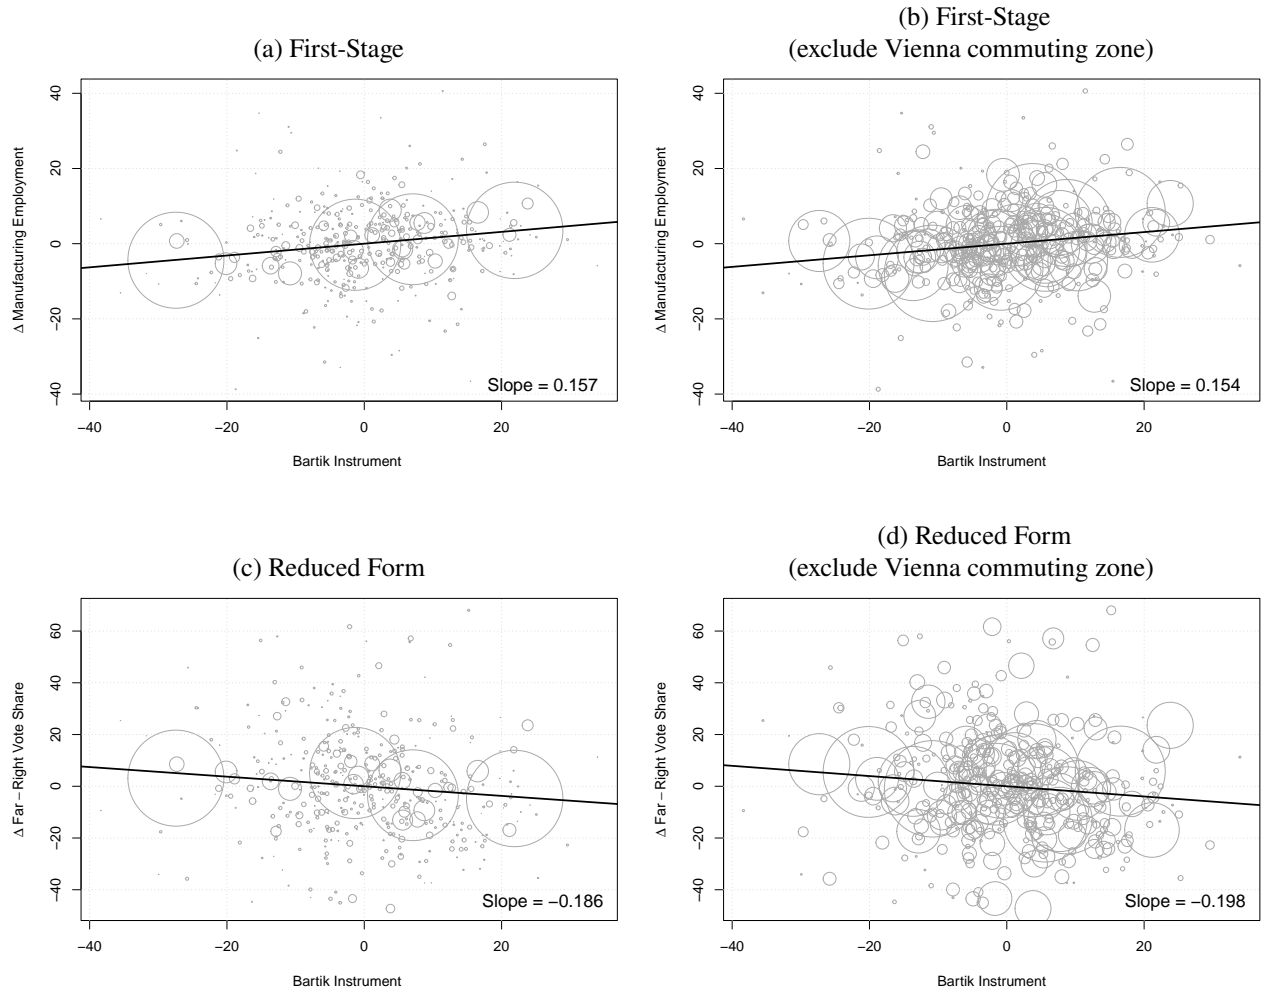 (a) First-Stage
40
20
0
−20
−40
Δ Manufacturing Employment
Slope = 0.157
−40
−20
0
20
Bartik Instrument
(b) First-Stage
(exclude Vienna commuting zone)
40
20
0
−20
−40
Δ Manufacturing Employment
Slope = 0.154
−40
−20
0
20
Bartik Instrument
(c) Reduced Form
60
40
20
0
−20
−40
Δ Far−Right Vote Share
Slope = −0.186
−40
−20
0
20
Bartik Instrument
(d) Reduced Form
(exclude Vienna commuting zone)
60
40
20
0
−20
−40
Δ Far−Right Vote Share
Slope = −0.198
−40
−20
0
20
Bartik Instrument